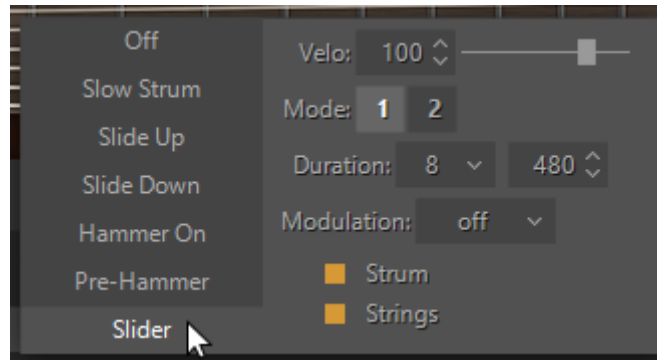 Off
Slow Strum
Slide Up
Slide Down
Hammer On
Pre-Hammer
Slider
Velo: 100
Mode: 1 2
Duration: 8 480
Modulation: off
Strum
Strings